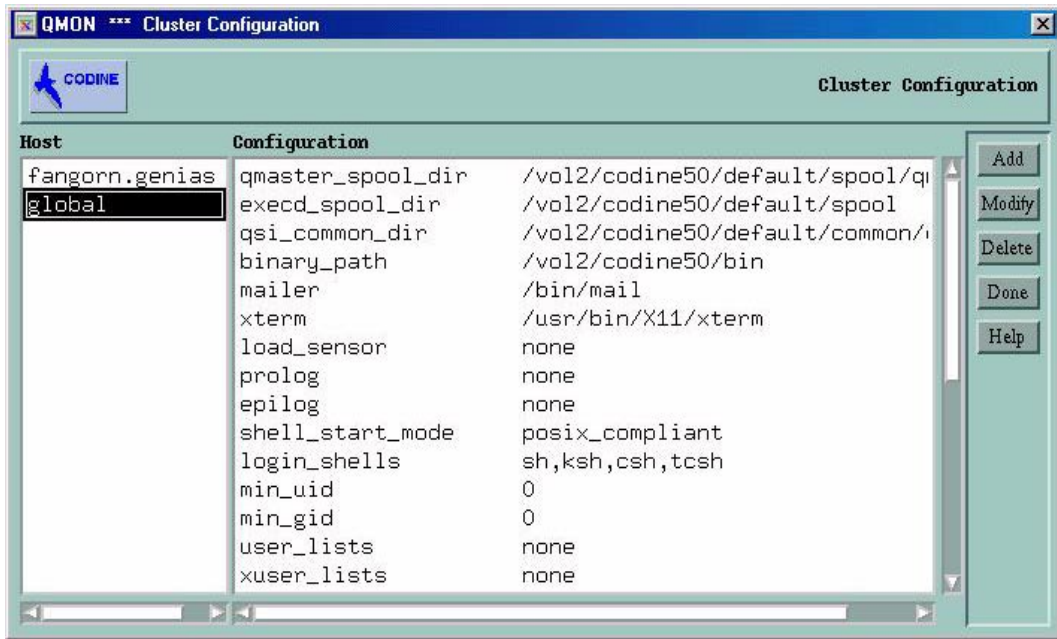 QMON *** Cluster Configuration
CODINE
Cluster Configuration
Host
Configuration
fangorn.genias
global
qmaster_spool_dir /vol2/codine50/default/spool/q
execd_spool_dir /vol2/codine50/default/spool
qsi_common_dir /vol2/codine50/default/common/
binary_path /vol2/codine50/bin
mailer /bin/mail
xterm /usr/bin/X11/xterm
load_sensor none
prolog none
epilog none
shell_start_mode posix_compliant
login_shells sh,ksh,csh,tcsh
min_uid 0
min_gid 0
user_lists none
xuser_lists none
Add
Modify
Delete
Done
Help